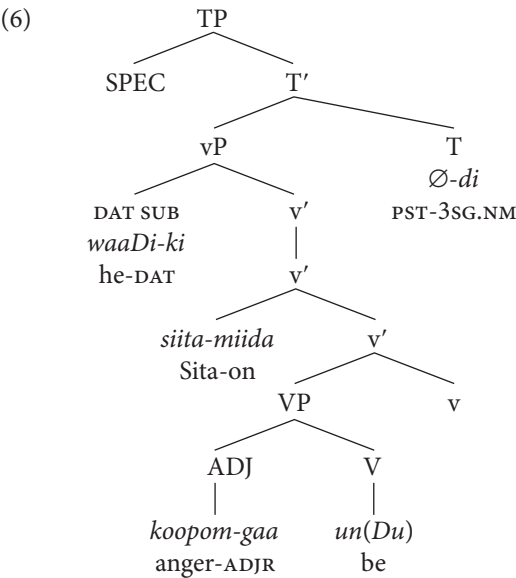 (6) TP
SPEC T′
vP T
∅-di
DAT SUB v′ PST-3SG.NM
waaDi-ki
he-DAT v′
siita-miida v′
Sita-on
VP v
ADJ V
koopom-gaa un(Du)
anger-ADJR be